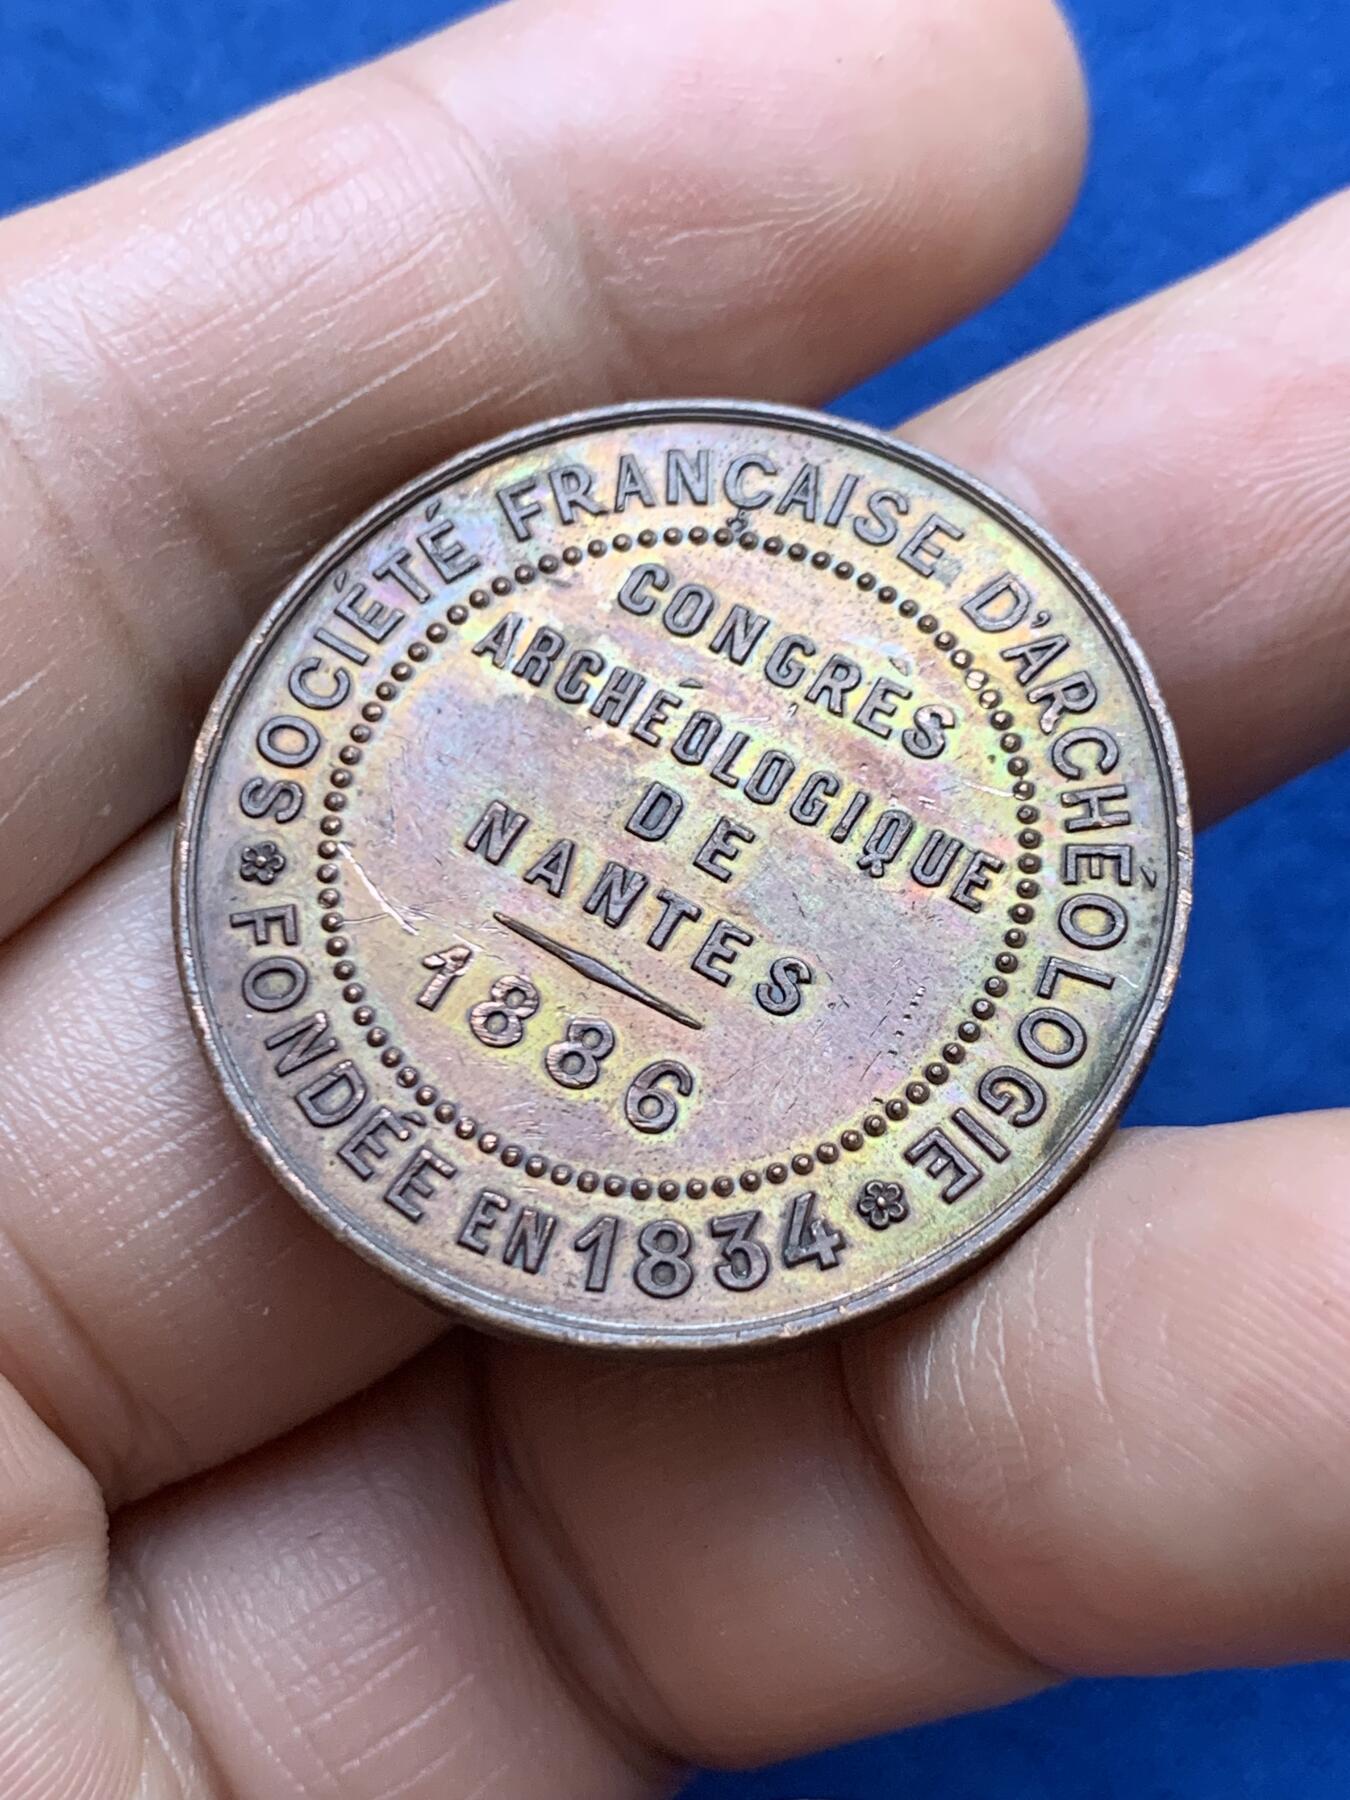 SOCIÉTÉ FRANÇAISE D'ARCHÉOLOGIE
FONDÉE EN 1834
CONGRÈS
ARCHÉOLOGIQUE
DE
NANTES
1886